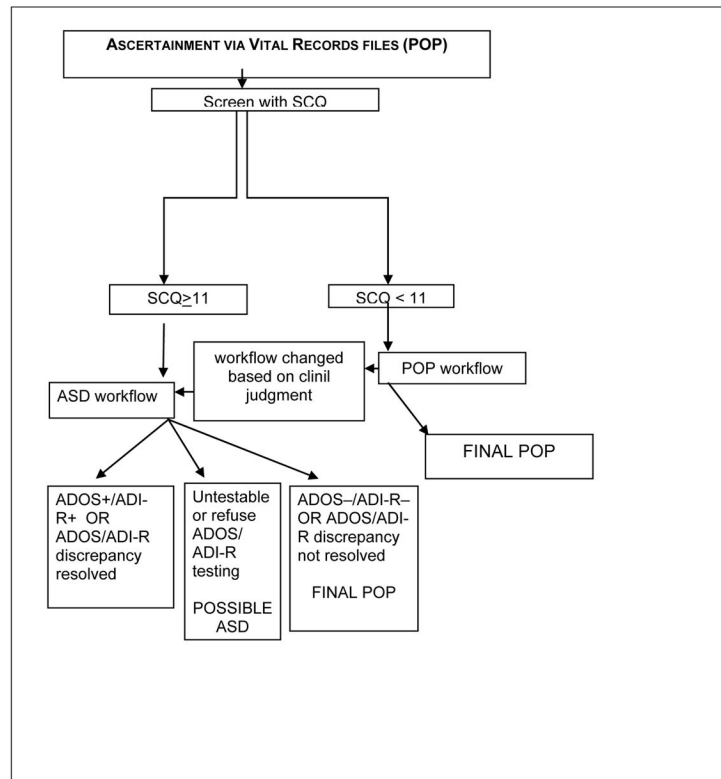 ASCERTAINMENT VIA VITAL RECORDS FILES (POP)
Screen with SCQ
SCQ≥11
SCQ < 11
workflow changed
based on clinil
judgment
POP workflow
ASD workflow
FINAL POP
ADOS+/ADI-
R+ OR
ADOS/ADI-R
discrepancy
resolved
Untestable
or refuse
ADOS/
ADI-R
testing
POSSIBLE
ASD
ADOS–/ADI-R–
OR ADOS/ADI-
R discrepancy
not resolved
FINAL POP